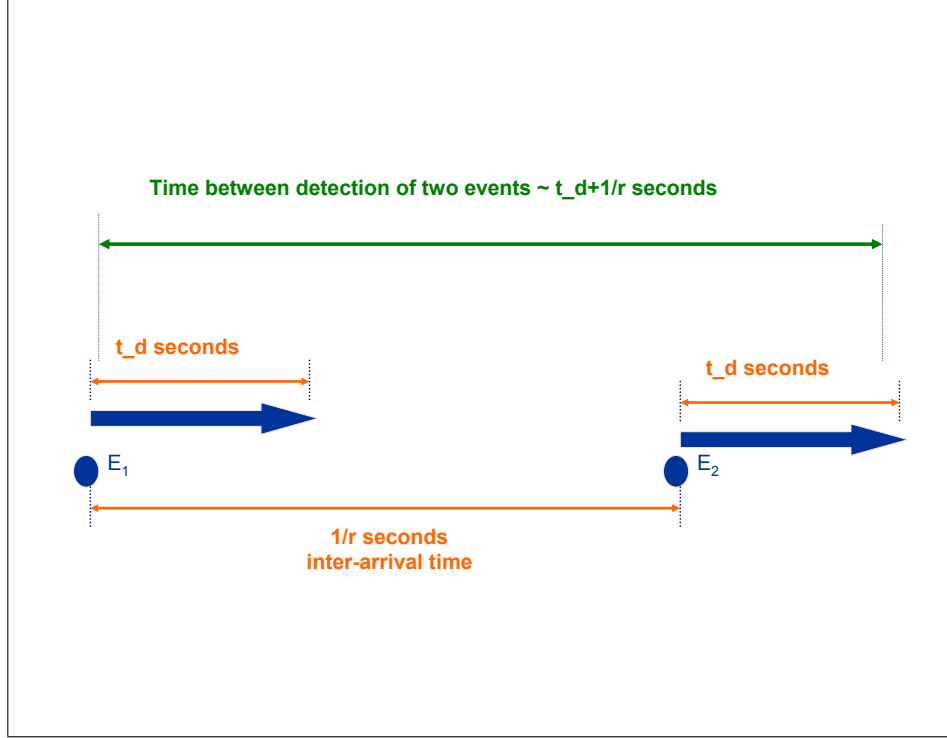 Time between detection of two events ~ t_d+1/r seconds
t_d seconds
t_d seconds
E1
E2
1/r seconds
inter-arrival time